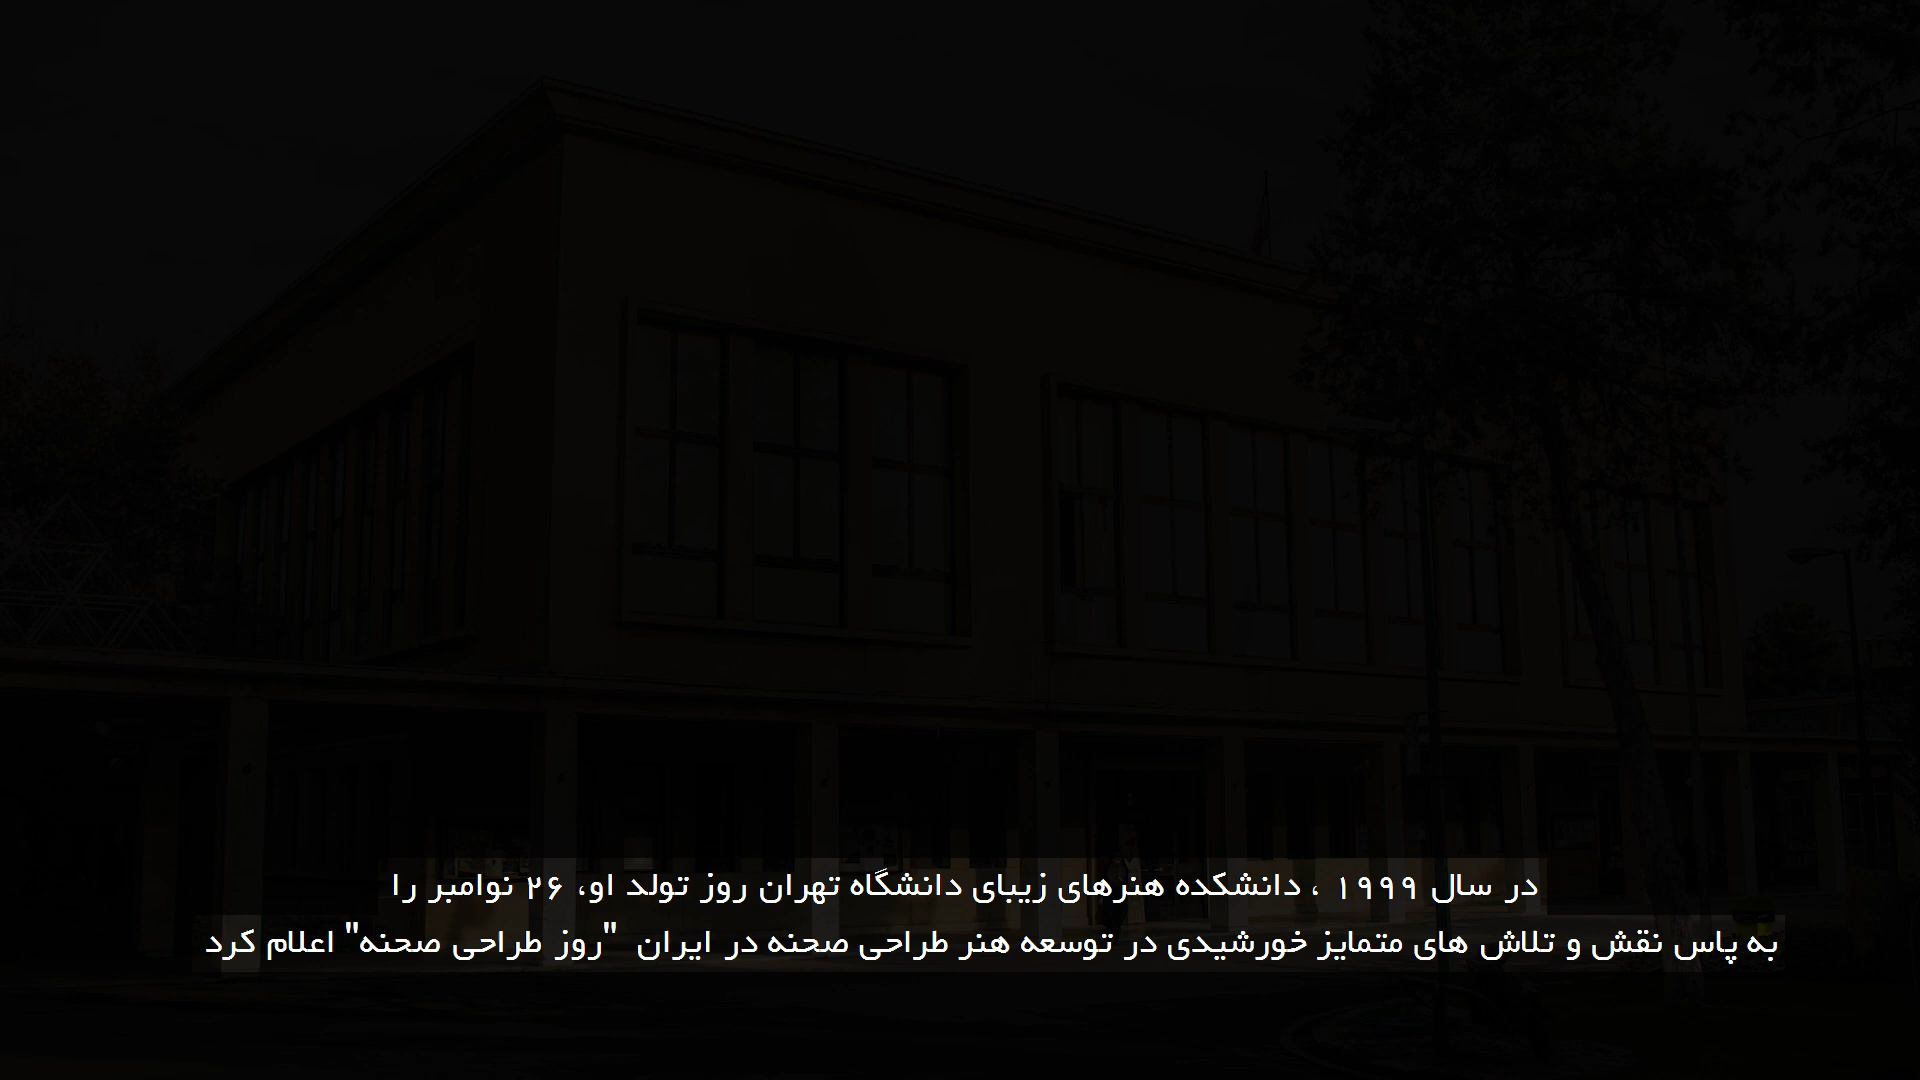 در سال ۱۹۹۹ ، دانشکده هنرهای زیبای دانشگاه تهران روز تولد او، ۲۶ نوامبر را
به پاس نقش و تلاش های متمایز خورشیدی در توسعه هنر طراحی صحنه در ایران "روز طراحی صحنه" اعلام کرد